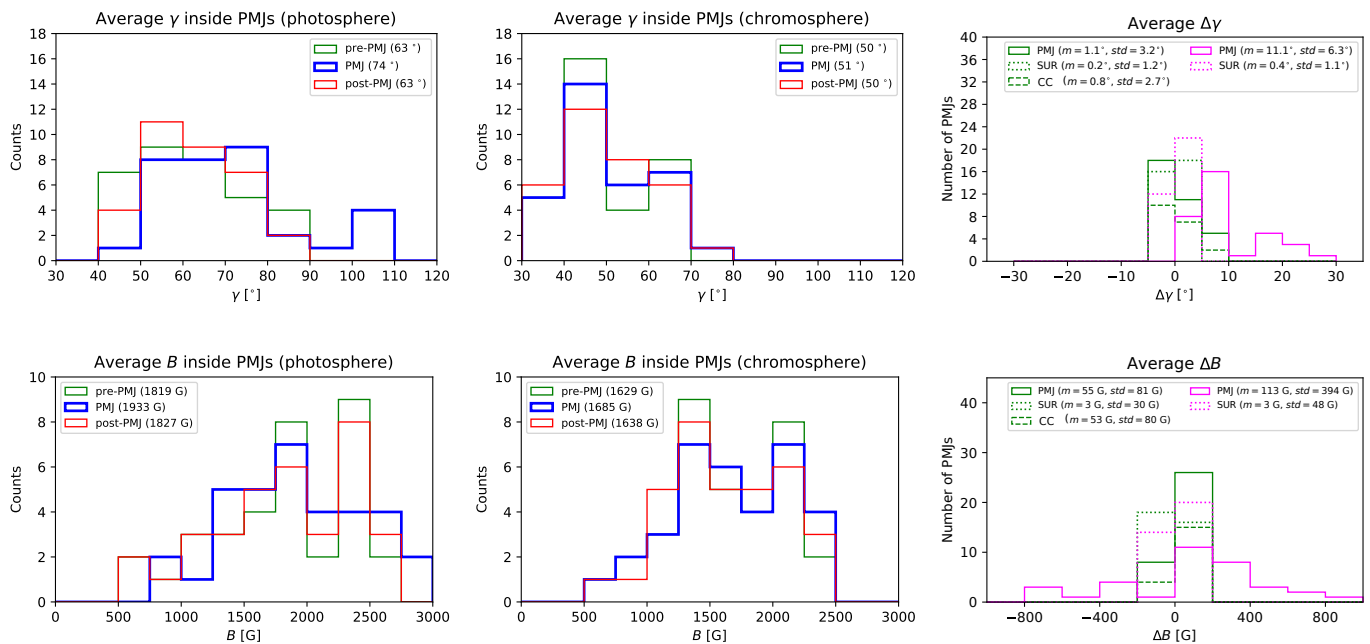 Average γ inside PMJs (photosphere)
pre-PMJ (63 °)
PMJ (74 °)
post-PMJ (63 °)
Counts
18
16
14
12
10
8
6
4
2
0
30 40 50 60 70 80 90 100 110 120
γ [°]
Average γ inside PMJs (chromosphere)
pre-PMJ (50 °)
PMJ (51 °)
post-PMJ (50 °)
Counts
18
16
14
12
10
8
6
4
2
0
30 40 50 60 70 80 90 100 110 120
γ [°]
Average Δγ
PMJ (m = 1.1°, std = 3.2°)
SUR (m = 0.2°, std = 1.2°)
CC (m = 0.8°, std = 2.7°)
PMJ (m = 11.1°, std = 6.3°)
SUR (m = 0.4°, std = 1.1°)
Number of PMJs
40
36
32
28
24
20
16
12
8
4
0
−30 −20 −10 0 10 20 30
Δγ [°]
Average B inside PMJs (photosphere)
pre-PMJ (1819 G)
PMJ (1933 G)
post-PMJ (1827 G)
Counts
10
8
6
4
2
0
0 500 1000 1500 2000 2500 3000
B [G]
Average B inside PMJs (chromosphere)
pre-PMJ (1629 G)
PMJ (1685 G)
post-PMJ (1638 G)
Counts
10
8
6
4
2
0
0 500 1000 1500 2000 2500 3000
B [G]
Average ΔB
PMJ (m = 55 G, std = 81 G)
SUR (m = 3 G, std = 30 G)
CC (m = 53 G, std = 80 G)
PMJ (m = 113 G, std = 394 G)
SUR (m = 3 G, std = 48 G)
Number of PMJs
40
30
20
10
0
−800 −400 0 400 800
ΔB [G]